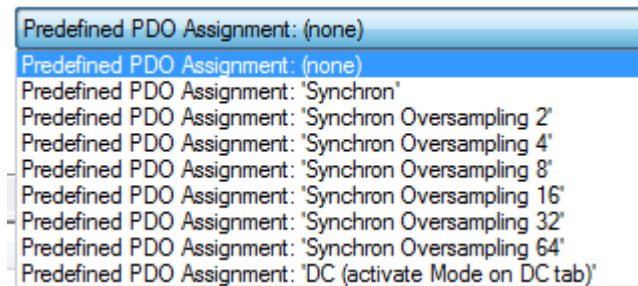 Predefined PDO Assignment: (none)
Predefined PDO Assignment: (none)
Predefined PDO Assignment: 'Synchron'
Predefined PDO Assignment: 'Synchron Oversampling 2'
Predefined PDO Assignment: 'Synchron Oversampling 4'
Predefined PDO Assignment: 'Synchron Oversampling 8'
Predefined PDO Assignment: 'Synchron Oversampling 16'
Predefined PDO Assignment: 'Synchron Oversampling 32'
Predefined PDO Assignment: 'Synchron Oversampling 64'
Predefined PDO Assignment: 'DC (activate Mode on DC tab)'